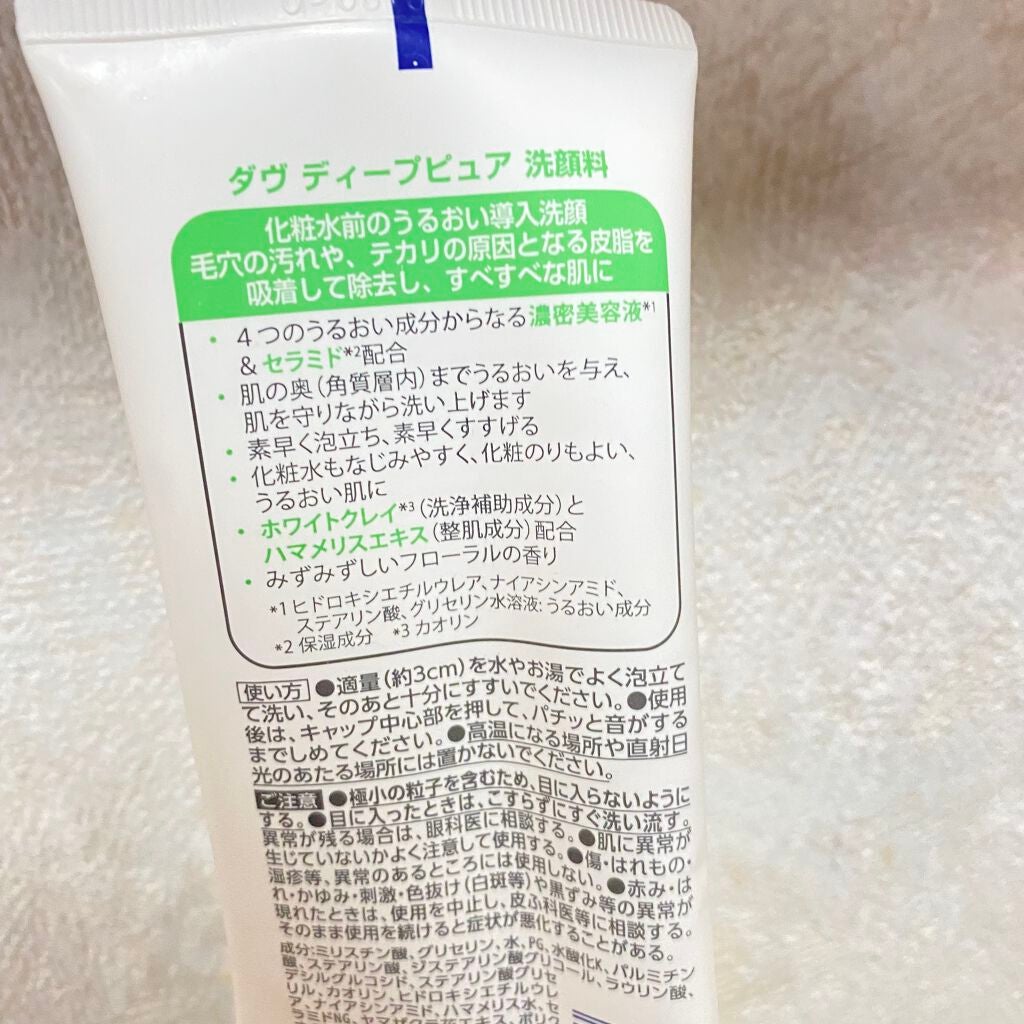 ダヴ ディープピュア 洗顔料
化粧水前のうるおい導入洗顔
毛穴の汚れや、テカリの原因となる皮脂を
吸着して除去し、すべすべな肌に
• 4つのうるおい成分からなる濃密美容液*1
& セラミド*2配合
• 肌の奥（角質層内）までうるおいを与え、
肌を守りながら洗い上げます
• 素早く泡立ち、素早くすすげる
• 化粧水もなじみやすく、化粧のりもよい、
うるおい肌に
• ホワイトクレイ*3（洗浄補助成分）と
ハマメリスエキス（整肌成分）配合
• みずみずしいフローラルの香り
*1 ヒドロキシエチルウレア、ナイアシンアミド、
ステアリン酸、グリセリン水溶液: うるおい成分
*2 保湿成分 *3 カオリン
使い方 ●適量（約3cm）を水やお湯でよく泡立て
て洗い、そのあと十分にすすいでください。●使用
後は、キャップ中心部を押して、パチッと音がする
までしめてください。●高温になる場所や直射日
光のあたる場所には置かないでください。
ご注意 ●極小の粒子を含むため、目に入らないように
する。●目に入ったときは、こすらずにすぐ洗い流す。
異常が残る場合は、眼科医に相談する。●肌に異常が
生じていないかよく注意して使用する。●傷・はれもの・
湿疹等、異常のあるところには使用しない。●赤み・は
れ・かゆみ・刺激・色抜け（白斑等）や黒ずみ等の異常が
現れたときは、使用を中止し、皮ふ科医等に相談する。
そのまま使用を続けると症状が悪化することがある。
成分:ミリスチン酸、グリセリン、水、PG、水酸化K、パルミチン
酸、ステアリン酸、ジステアリン酸グリコール、ラウリン酸、
デシルグルコシド、ステアリン酸グリセ
リル、カオリン、ヒドロキシエチルウレ
ア、ナイアシンアミド、ハマメリス水、セ
ラミドNG、ヤマザクラ花エキス、ポリク